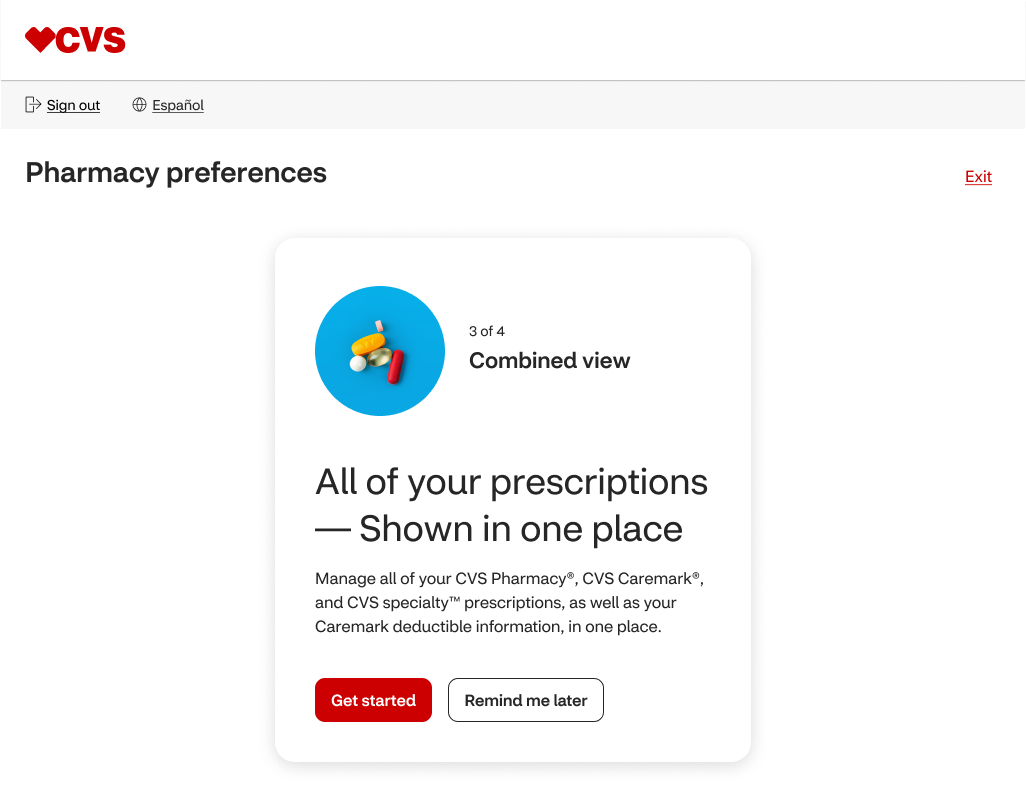 CVS
Sign out
Español
Pharmacy preferences
Exit
3 of 4
Combined view
All of your prescriptions
— Shown in one place
Manage all of your CVS Pharmacy®, CVS Caremark®,
and CVS specialty™ prescriptions, as well as your
Caremark deductible information, in one place.
Get started
Remind me later